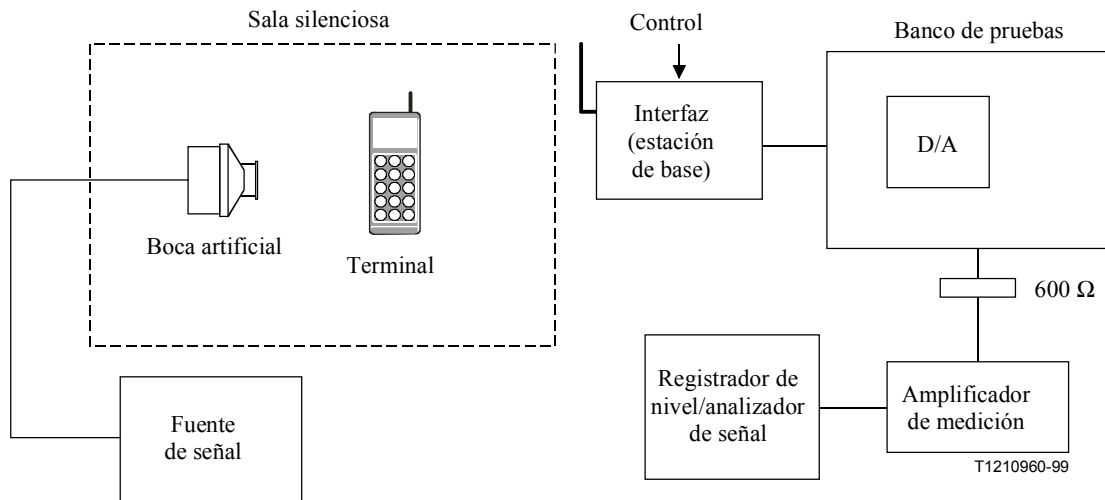 Sala silenciosa
Control
Banco de pruebas
Interfaz
(estación
de base)
D/A
Boca artificial
Terminal
600 Ω
Registrador de
nivel/analizador
de señal
Amplificador
de medición
Fuente
de señal
T1210960-99